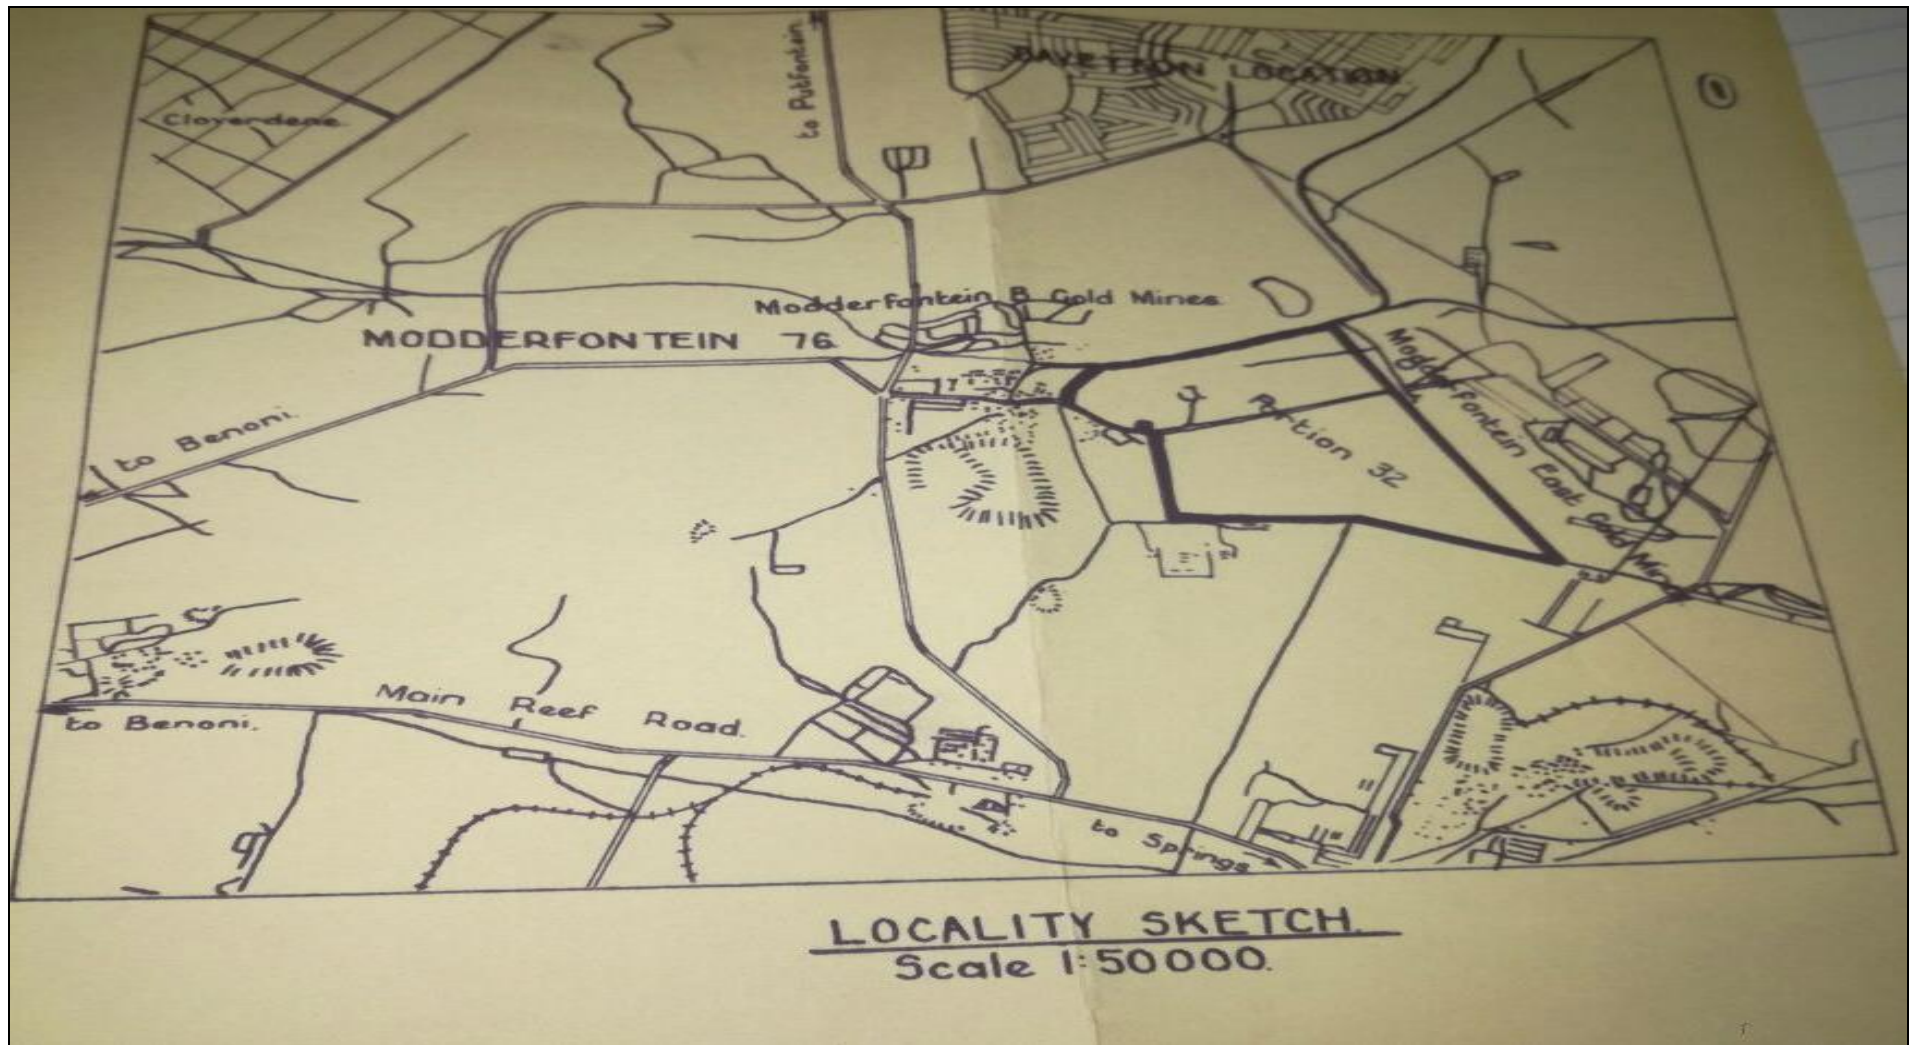 to Putfontein
DAVEYTON LOCATION
Cloverdene.
Modderfontein B Gold Mines.
MODDERFONTEIN 76
Modderfontein East Gold Min
Portion 32
to Benoni.
Main Reef Road.
to Benoni.
to Springs
LOCALITY SKETCH.
Scale 1:50000.